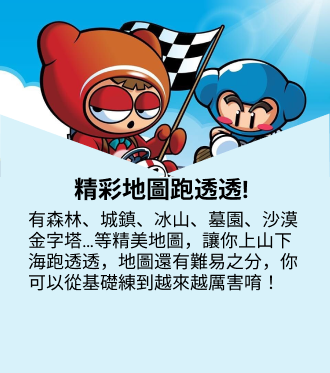 精彩地圖跑透透!
有森林、城鎮、冰山、墓園、沙漠
金字塔...等精美地圖，讓你上山下
海跑透透，地圖還有難易之分，你
可以從基礎練到越來越厲害唷！